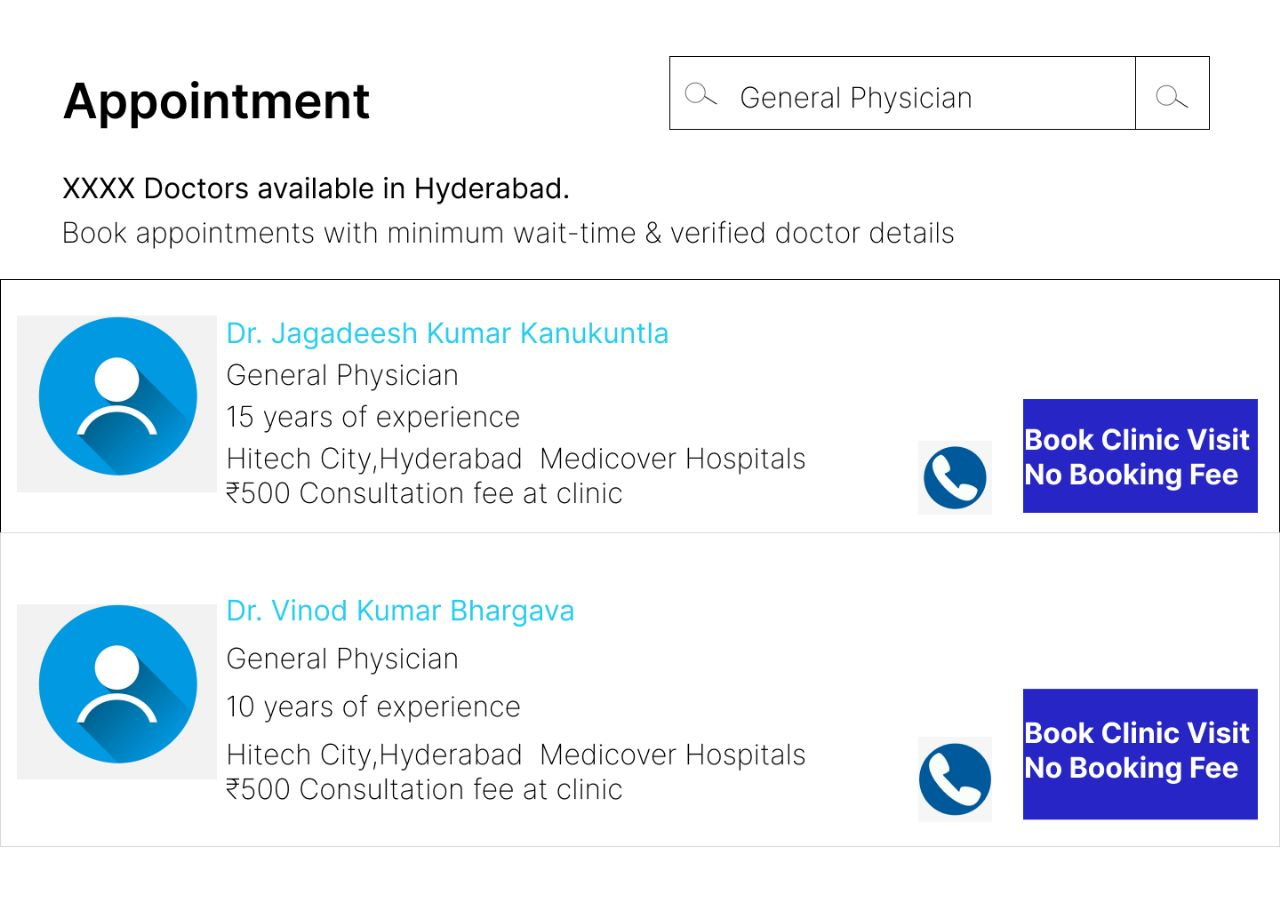 Appointment
General Physician
XXXX Doctors available in Hyderabad.
Book appointments with minimum wait-time & verified doctor details
Dr. Jagadeesh Kumar Kanukuntla
General Physician
15 years of experience
Hitech City,Hyderabad  Medicover Hospitals
₹500 Consultation fee at clinic
Book Clinic Visit
No Booking Fee
Dr. Vinod Kumar Bhargava
General Physician
10 years of experience
Hitech City,Hyderabad  Medicover Hospitals
₹500 Consultation fee at clinic
Book Clinic Visit
No Booking Fee